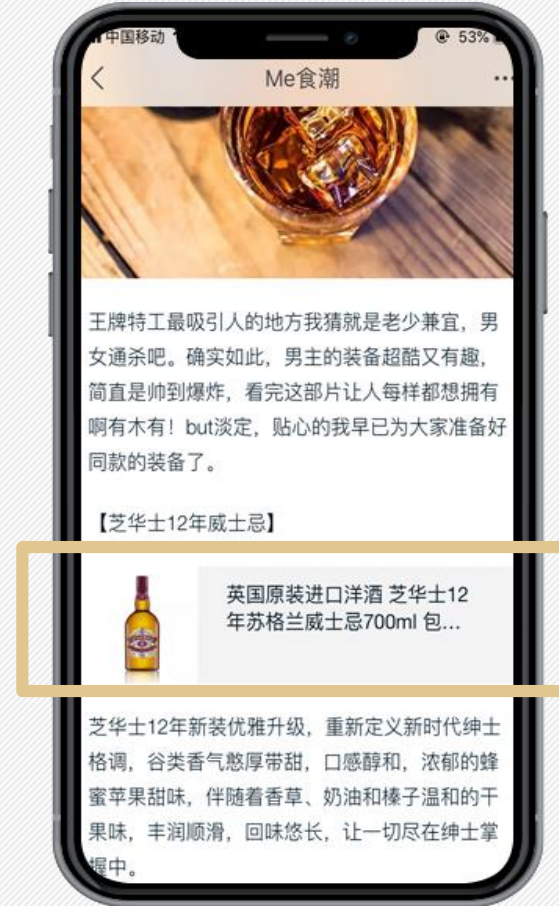 中国移动
53%
Me食潮
王牌特工最吸引人的地方我猜就是老少兼宜，男
女通杀吧。确实如此，男主的装备超酷又有趣，
简直是帅到爆炸，看完这部片让人每样都想拥有
啊有木有！but淡定，贴心的我早已为大家准备好
同款的装备了。
【芝华士12年威士忌】
英国原装进口洋酒 芝华士12
年苏格兰威士忌700ml 包...
芝华士12年新装优雅升级，重新定义新时代绅士
格调，谷类香气憨厚带甜，口感醇和，浓郁的蜂
蜜苹果甜味，伴随着香草、奶油和榛子温和的干
果味，丰润顺滑，回味悠长，让一切尽在绅士掌
握中。